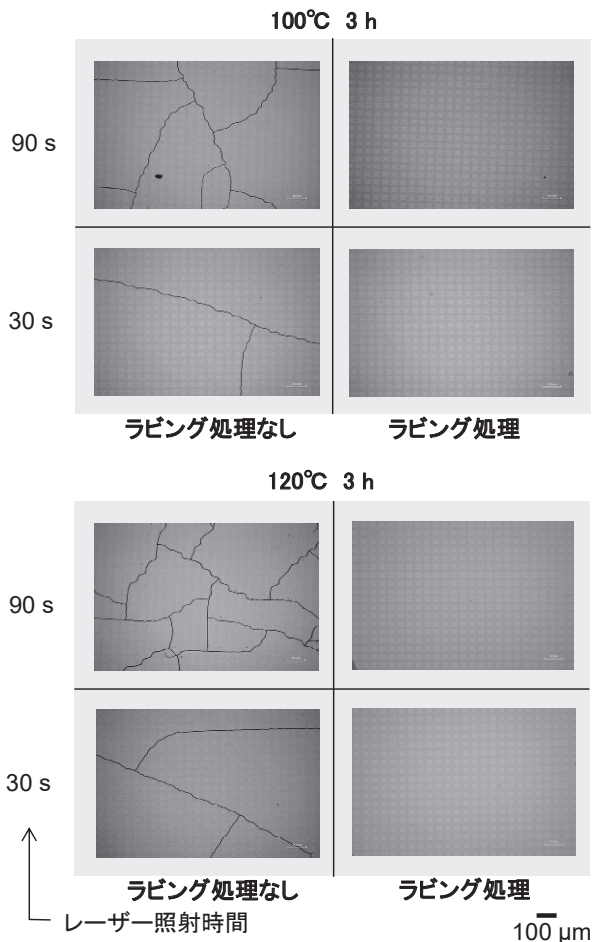 100℃ 3 h
90 s
30 s
ラビング処理なし
ラビング処理
120℃ 3 h
90 s
30 s
ラビング処理なし
ラビング処理
レーザー照射時間
100 µm